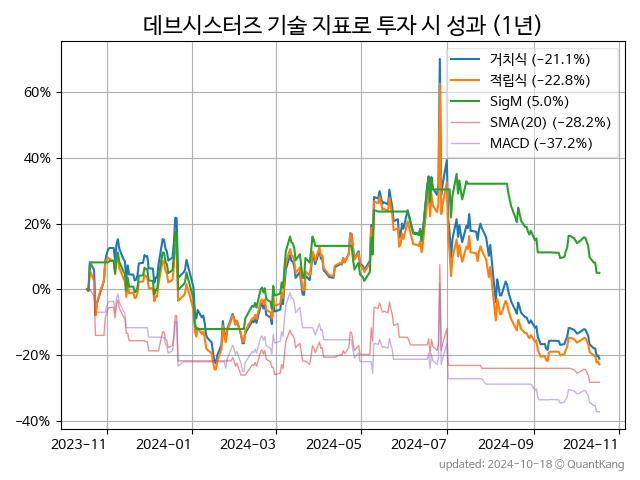 데브시스터즈 기술 지표로 투자 시 성과 (1년)
거치식 (−21.1%)
적립식 (−22.8%)
SigM (5.0%)
SMA(20) (−28.2%)
MACD (−37.2%)
60%
40%
20%
0%
−20%
−40%
2023-11
2024-01
2024-03
2024-05
2024-07
2024-09
2024-11
updated: 2024-10-18 © QuantKang